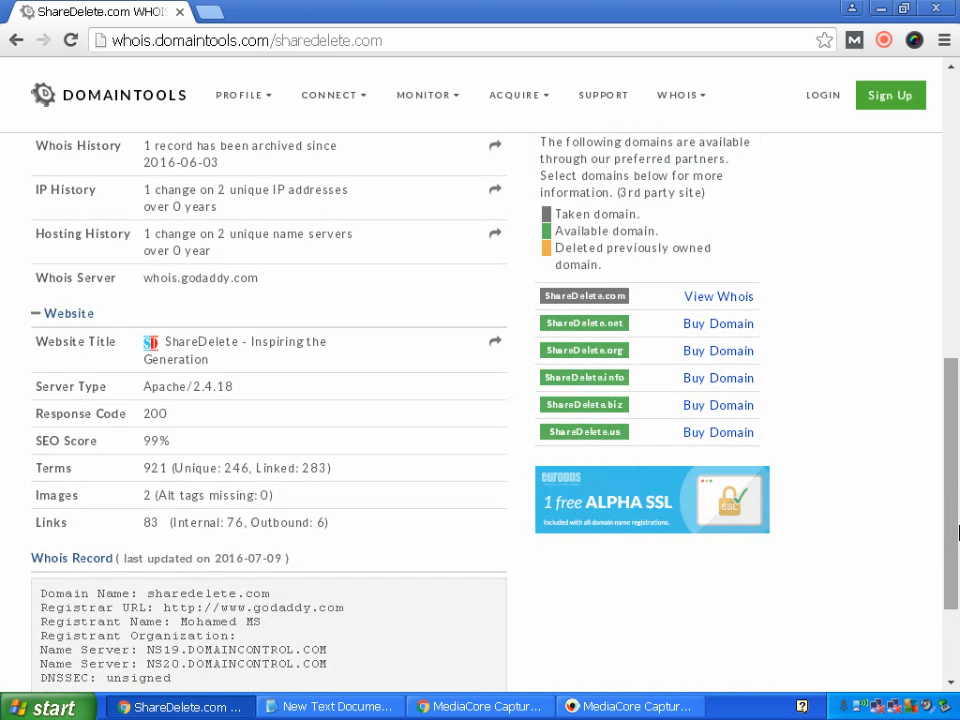 ShareDelete.com WHOIS
whois.domaintools.com/sharedelete.com
DOMAINTOOLS
PROFILE
CONNECT
MONITOR
ACQUIRE
SUPPORT
WHOIS
LOGIN
Sign Up
Whois History
1 record has been archived since
2016-06-03
IP History
1 change on 2 unique IP addresses
over 0 years
Hosting History
1 change on 2 unique name servers
over 0 year
Whois Server
whois.godaddy.com
Website
Website Title
SD ShareDelete - Inspiring the
Generation
Server Type
Apache/2.4.18
Response Code
200
SEO Score
99%
Terms
921 (Unique: 246, Linked: 283)
Images
2 (Alt tags missing: 0)
Links
83 (Internal: 76, Outbound: 6)
Whois Record ( last updated on 2016-07-09 )
Domain Name: sharedelete.com
Registrar URL: http://www.godaddy.com
Registrant Name: Mohamed MS
Registrant Organization:
Name Server: NS19.DOMAINCONTROL.COM
Name Server: NS20.DOMAINCONTROL.COM
DNSSEC: unsigned
The following domains are available
through our preferred partners.
Select domains below for more
information. (3rd party site)
Taken domain.
Available domain.
Deleted previously owned
domain.
ShareDelete.com View Whois
ShareDelete.net Buy Domain
ShareDelete.org Buy Domain
ShareDelete.info Buy Domain
ShareDelete.biz Buy Domain
ShareDelete.us Buy Domain
eurodns
1 free ALPHA SSL
Included with all domain name registrations.
SSL
start
ShareDelete.com ...
New Text Docume...
MediaCore Captur...
MediaCore Captur...